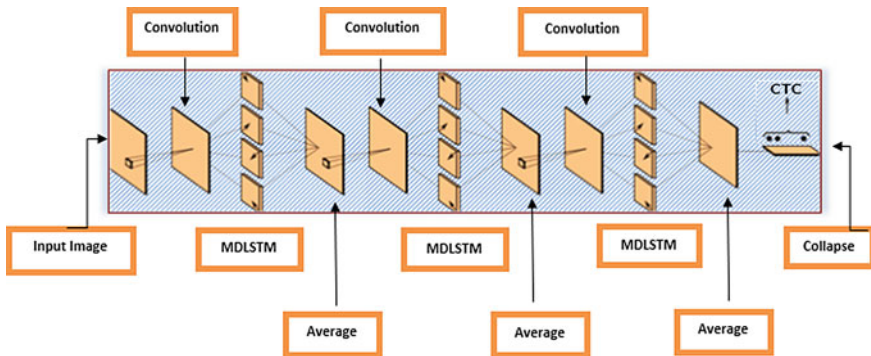 Convolution
Convolution
Convolution
CTC
Input Image
MDLSTM
MDLSTM
MDLSTM
Collapse
Average
Average
Average